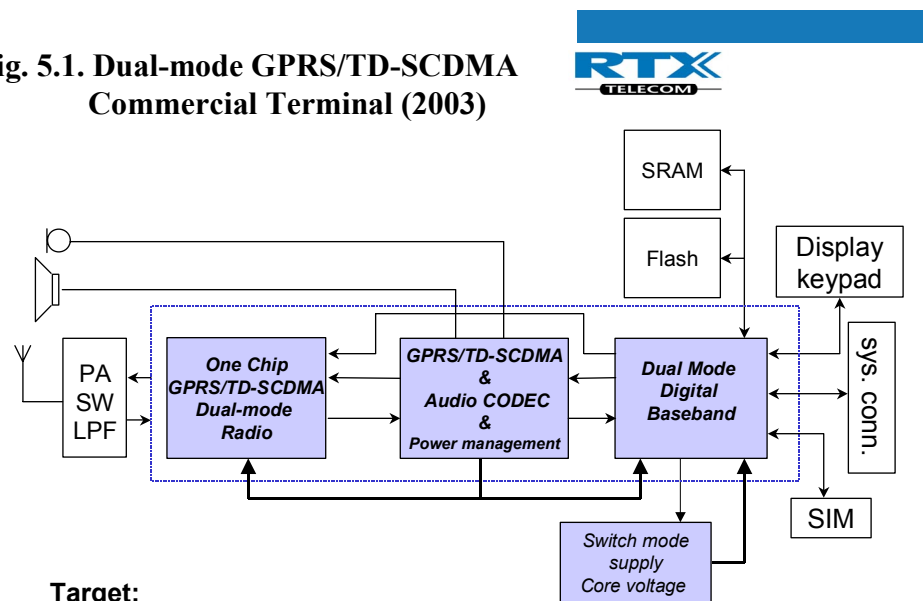 ig. 5.1. Dual-mode GPRS/TD-SCDMA
Commercial Terminal (2003)
RTX
TELECOM
SRAM
Flash
Display
keypad
sys. conn.
SIM
PA
SW
LPF
One Chip
GPRS/TD-SCDMA
Dual-mode
Radio
GPRS/TD-SCDMA
&
Audio CODEC
&
Power management
Dual Mode
Digital
Baseband
Switch mode
supply
Core voltage
Target: